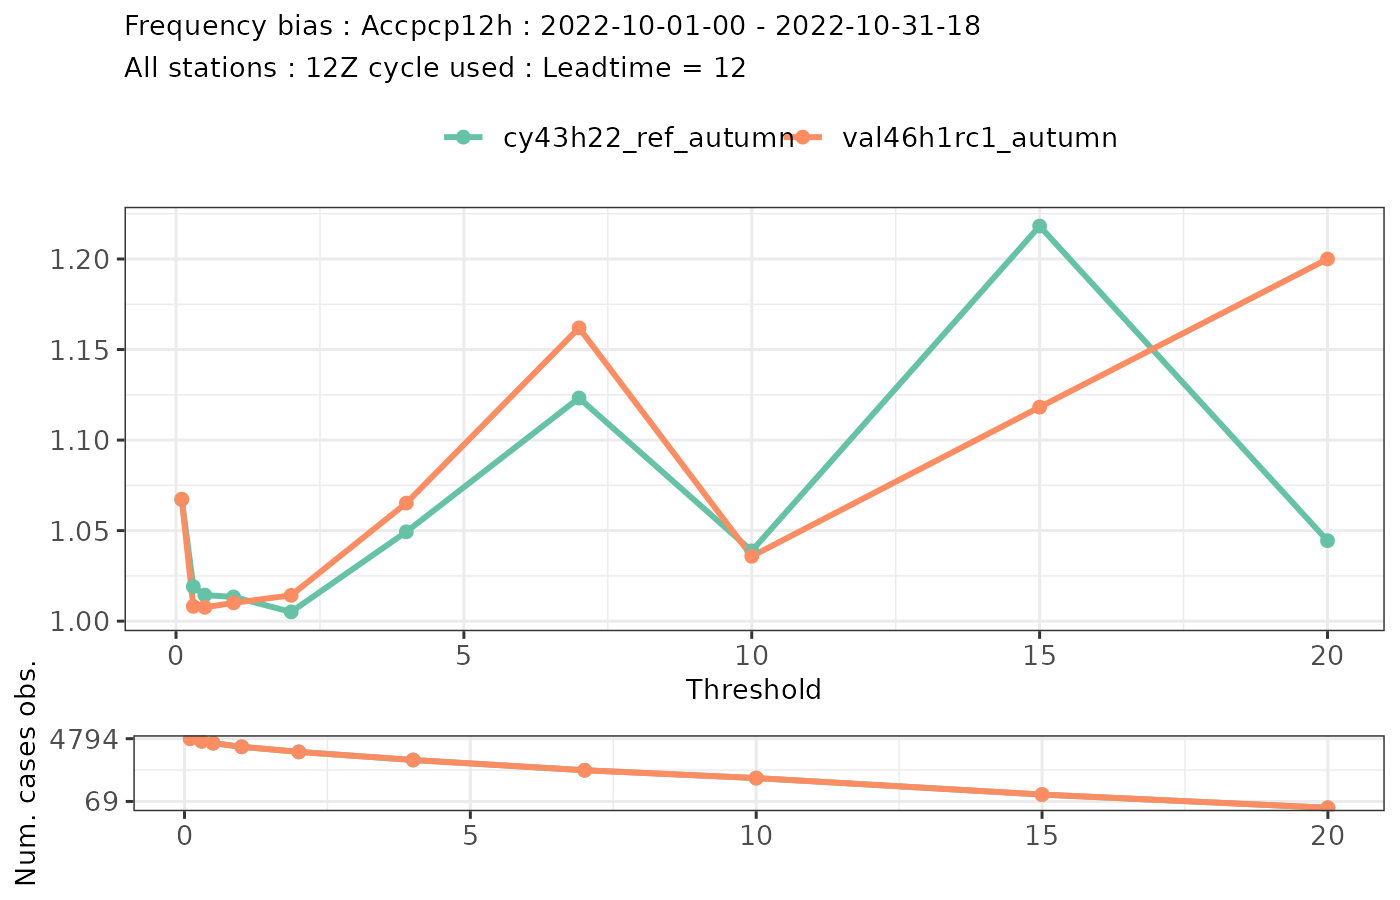 Frequency bias : Accpcp12h : 2022-10-01-00 - 2022-10-31-18
All stations : 12Z cycle used : Leadtime = 12
cy43h22_ref_autumn val46h1rc1_autumn
1.20
1.15
1.10
1.05
1.00
0 5 10 15 20
Threshold
Num. cases obs.
4794
69
0 5 10 15 20